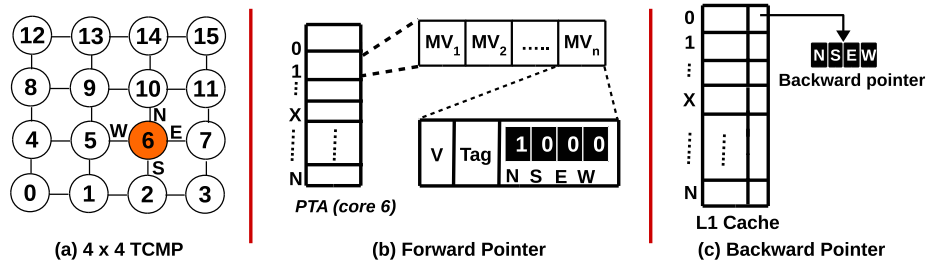 12 13 14 15
8 9 10 11
N
4 5 W 6 E 7
S
0 1 2 3
(a) 4 x 4 TCMP
0
1
X
N
PTA (core 6)
MV1 MV2 ..... MVn
V Tag 1 0 0 0
N S E W
(b) Forward Pointer
0
1
X
N
L1 Cache
N S E W
Backward pointer
(c) Backward Pointer